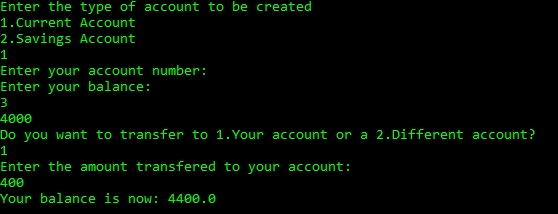 Enter the type of account to be created
1.Current Account
2.Savings Account
1
Enter your account number:
Enter your balance:
3
4000
Do you want to transfer to 1.Your account or a 2.Different account?
1
Enter the amount transfered to your account:
400
Your balance is now: 4400.0